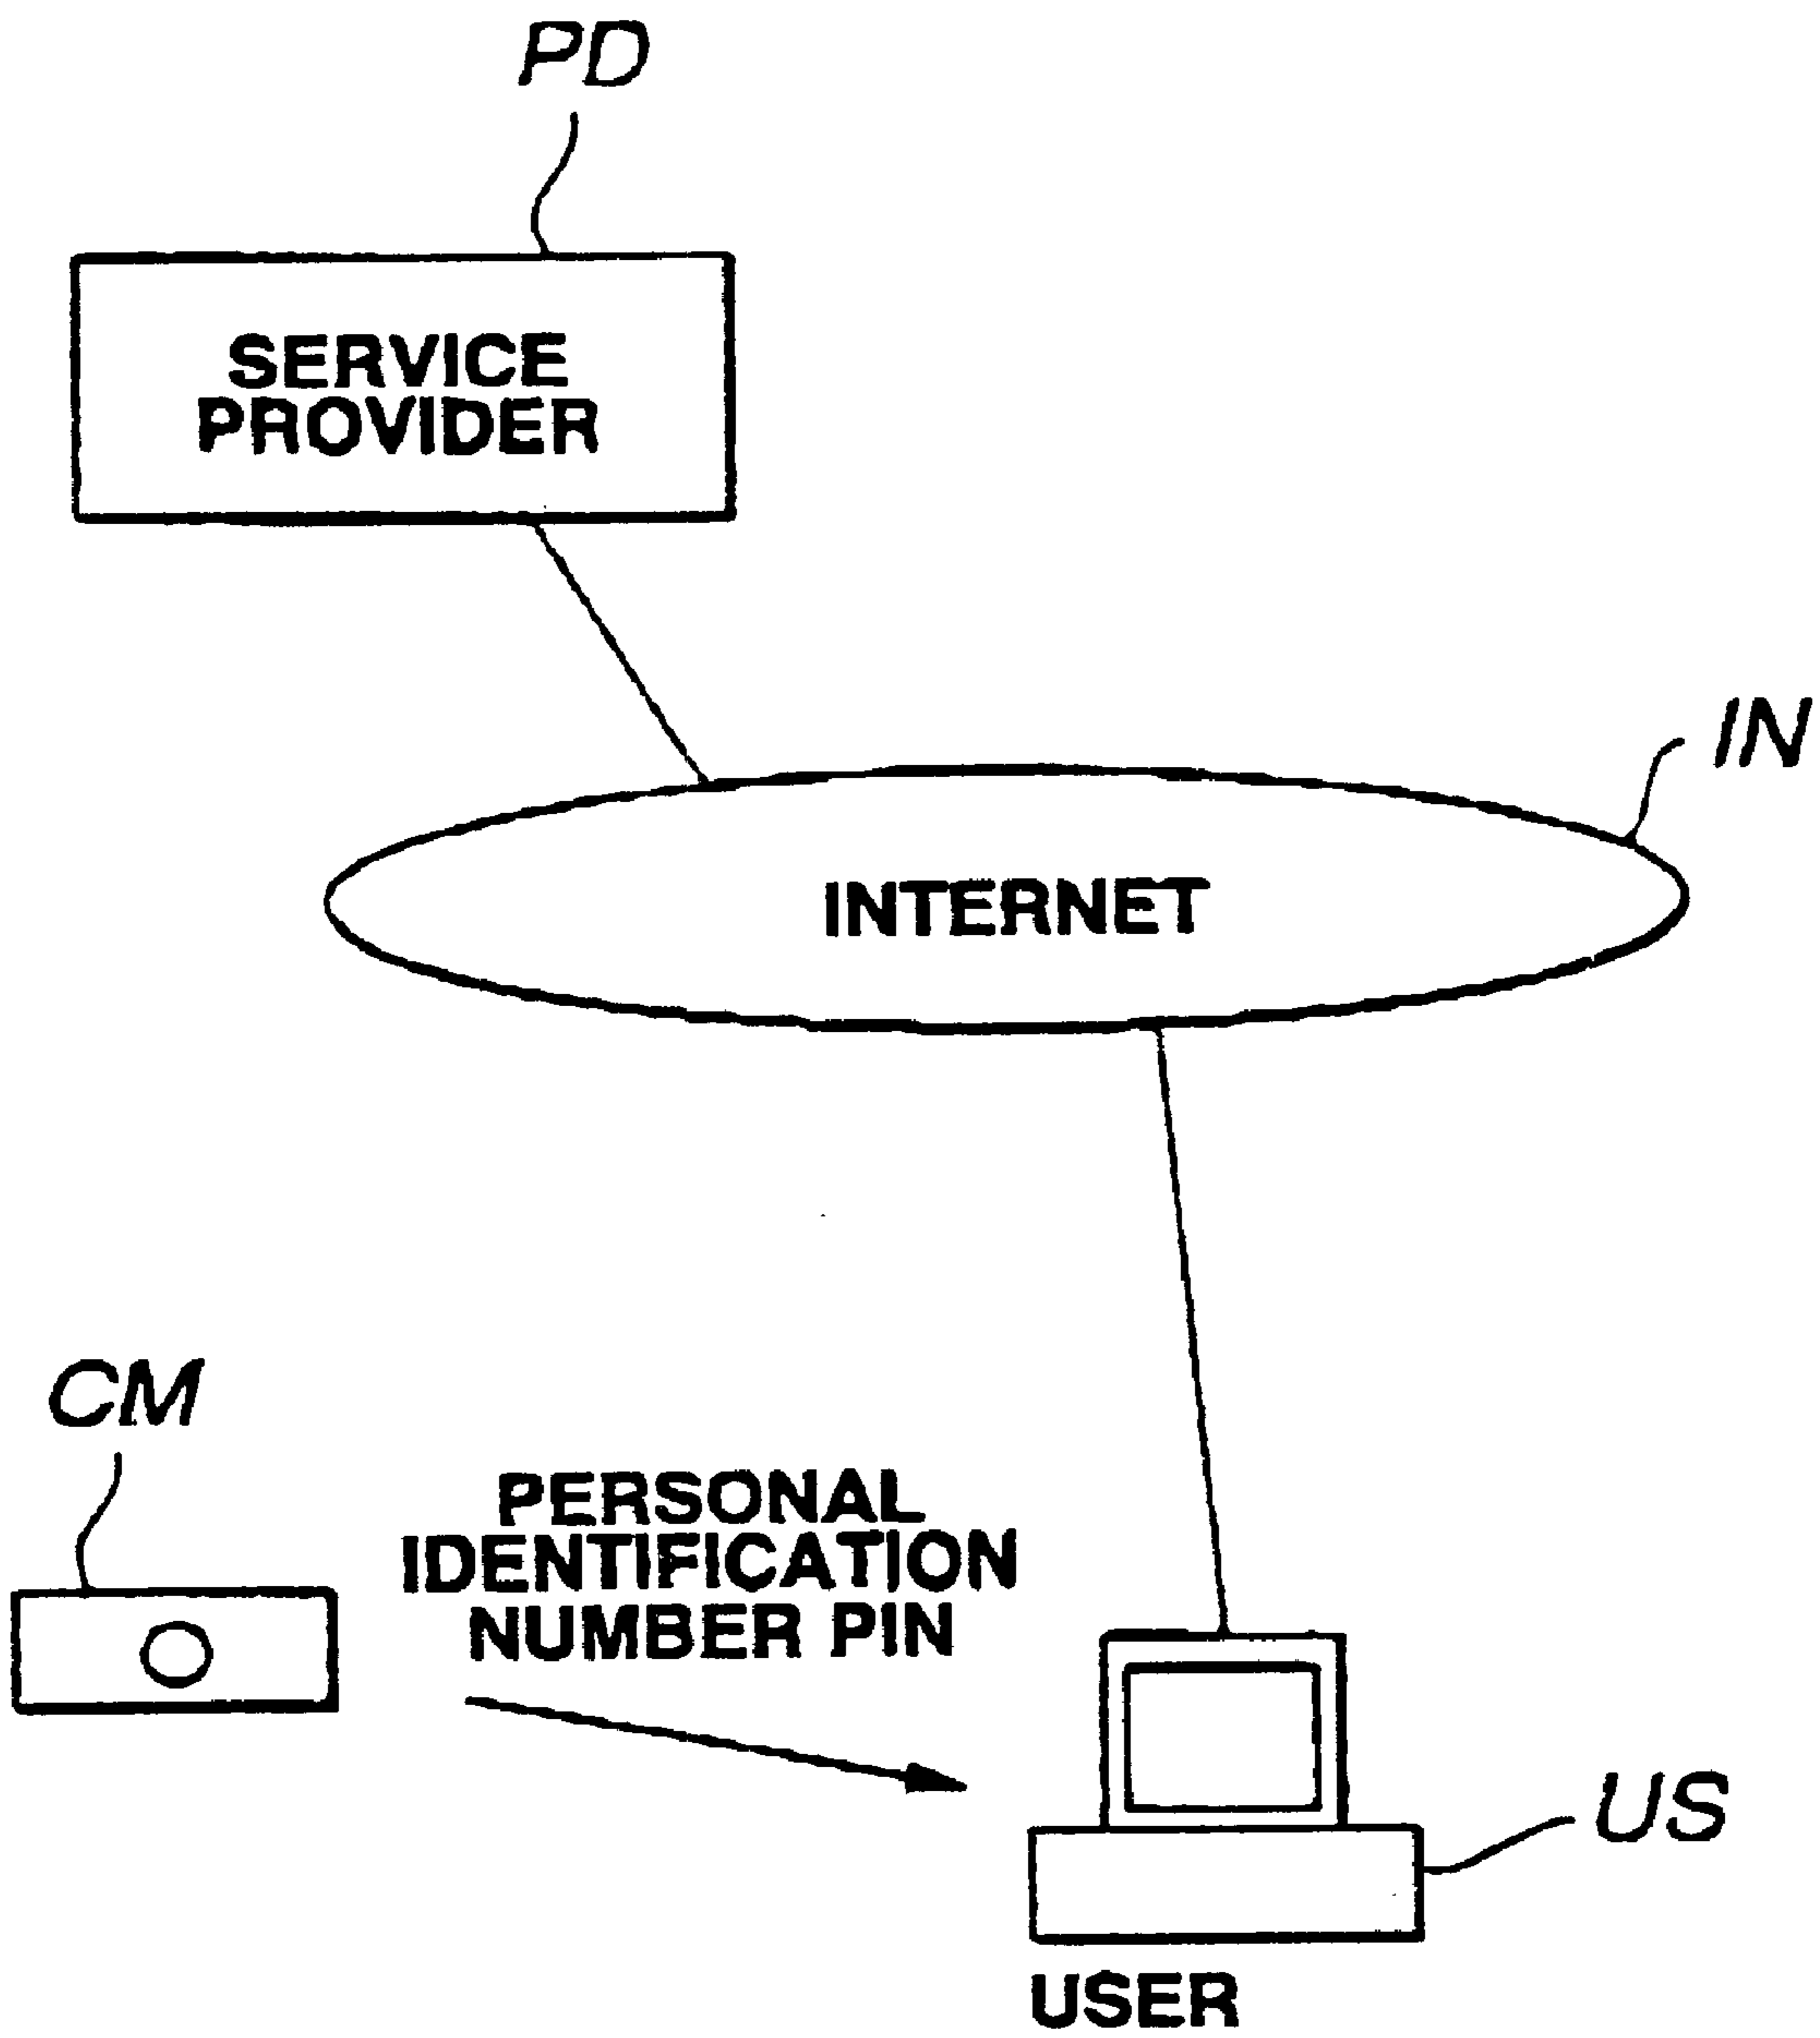 PD
SERVICE
PROVIDER
IN
INTERNET
CM
PERSONAL
IDENTIFICATION
NUMBER PIN
US
USER